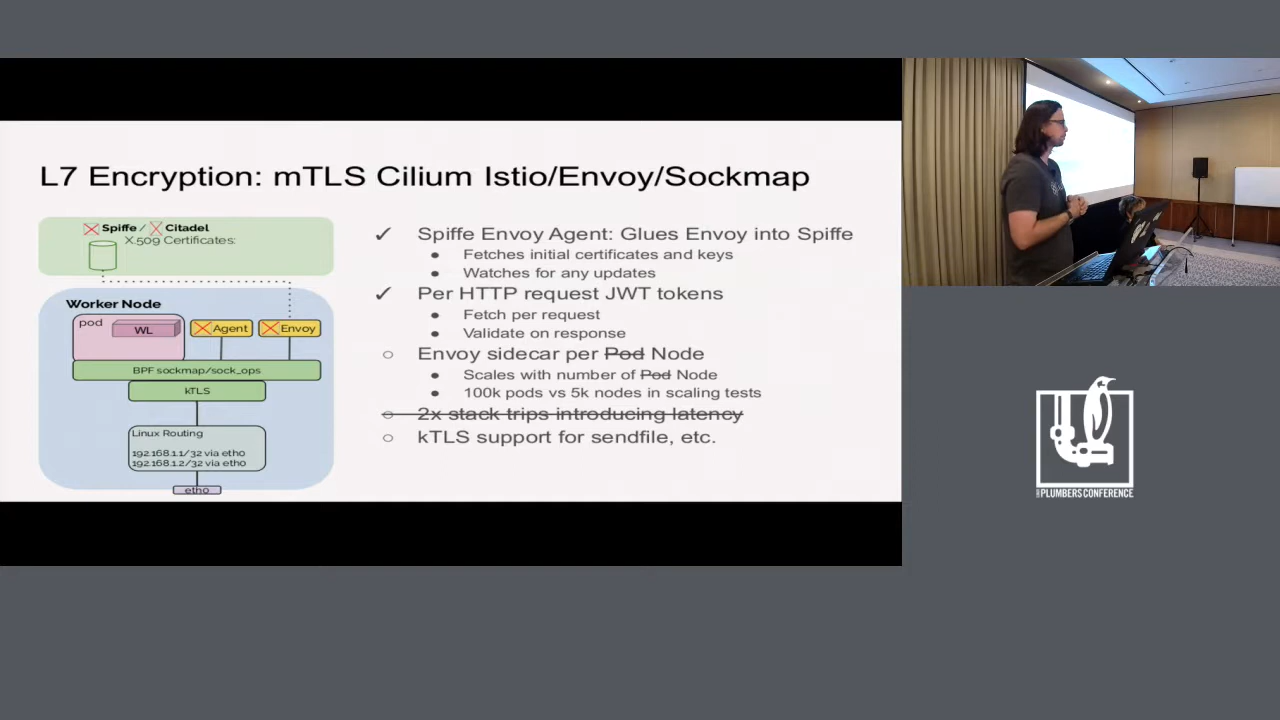 L7 Encryption: mTLS Cilium Istio/Envoy/Sockmap
Spiffe / Citadel
X.509 Certificates:
Worker Node
pod
WL
Agent
Envoy
BPF sockmap/sock_ops
kTLS
Linux Routing
192.168.1.1/32 via eth0
192.168.1.2/32 via eth0
eth0
✓ Spiffe Envoy Agent: Glues Envoy into Spiffe
● Fetches initial certificates and keys
● Watches for any updates
✓ Per HTTP request JWT tokens
● Fetch per request
● Validate on response
○ Envoy sidecar per Pod Node
● Scales with number of Pod Node
● 100k pods vs 5k nodes in scaling tests
○ 2x stack trips introducing latency
○ kTLS support for sendfile, etc.
PLUMBERS CONFERENCE